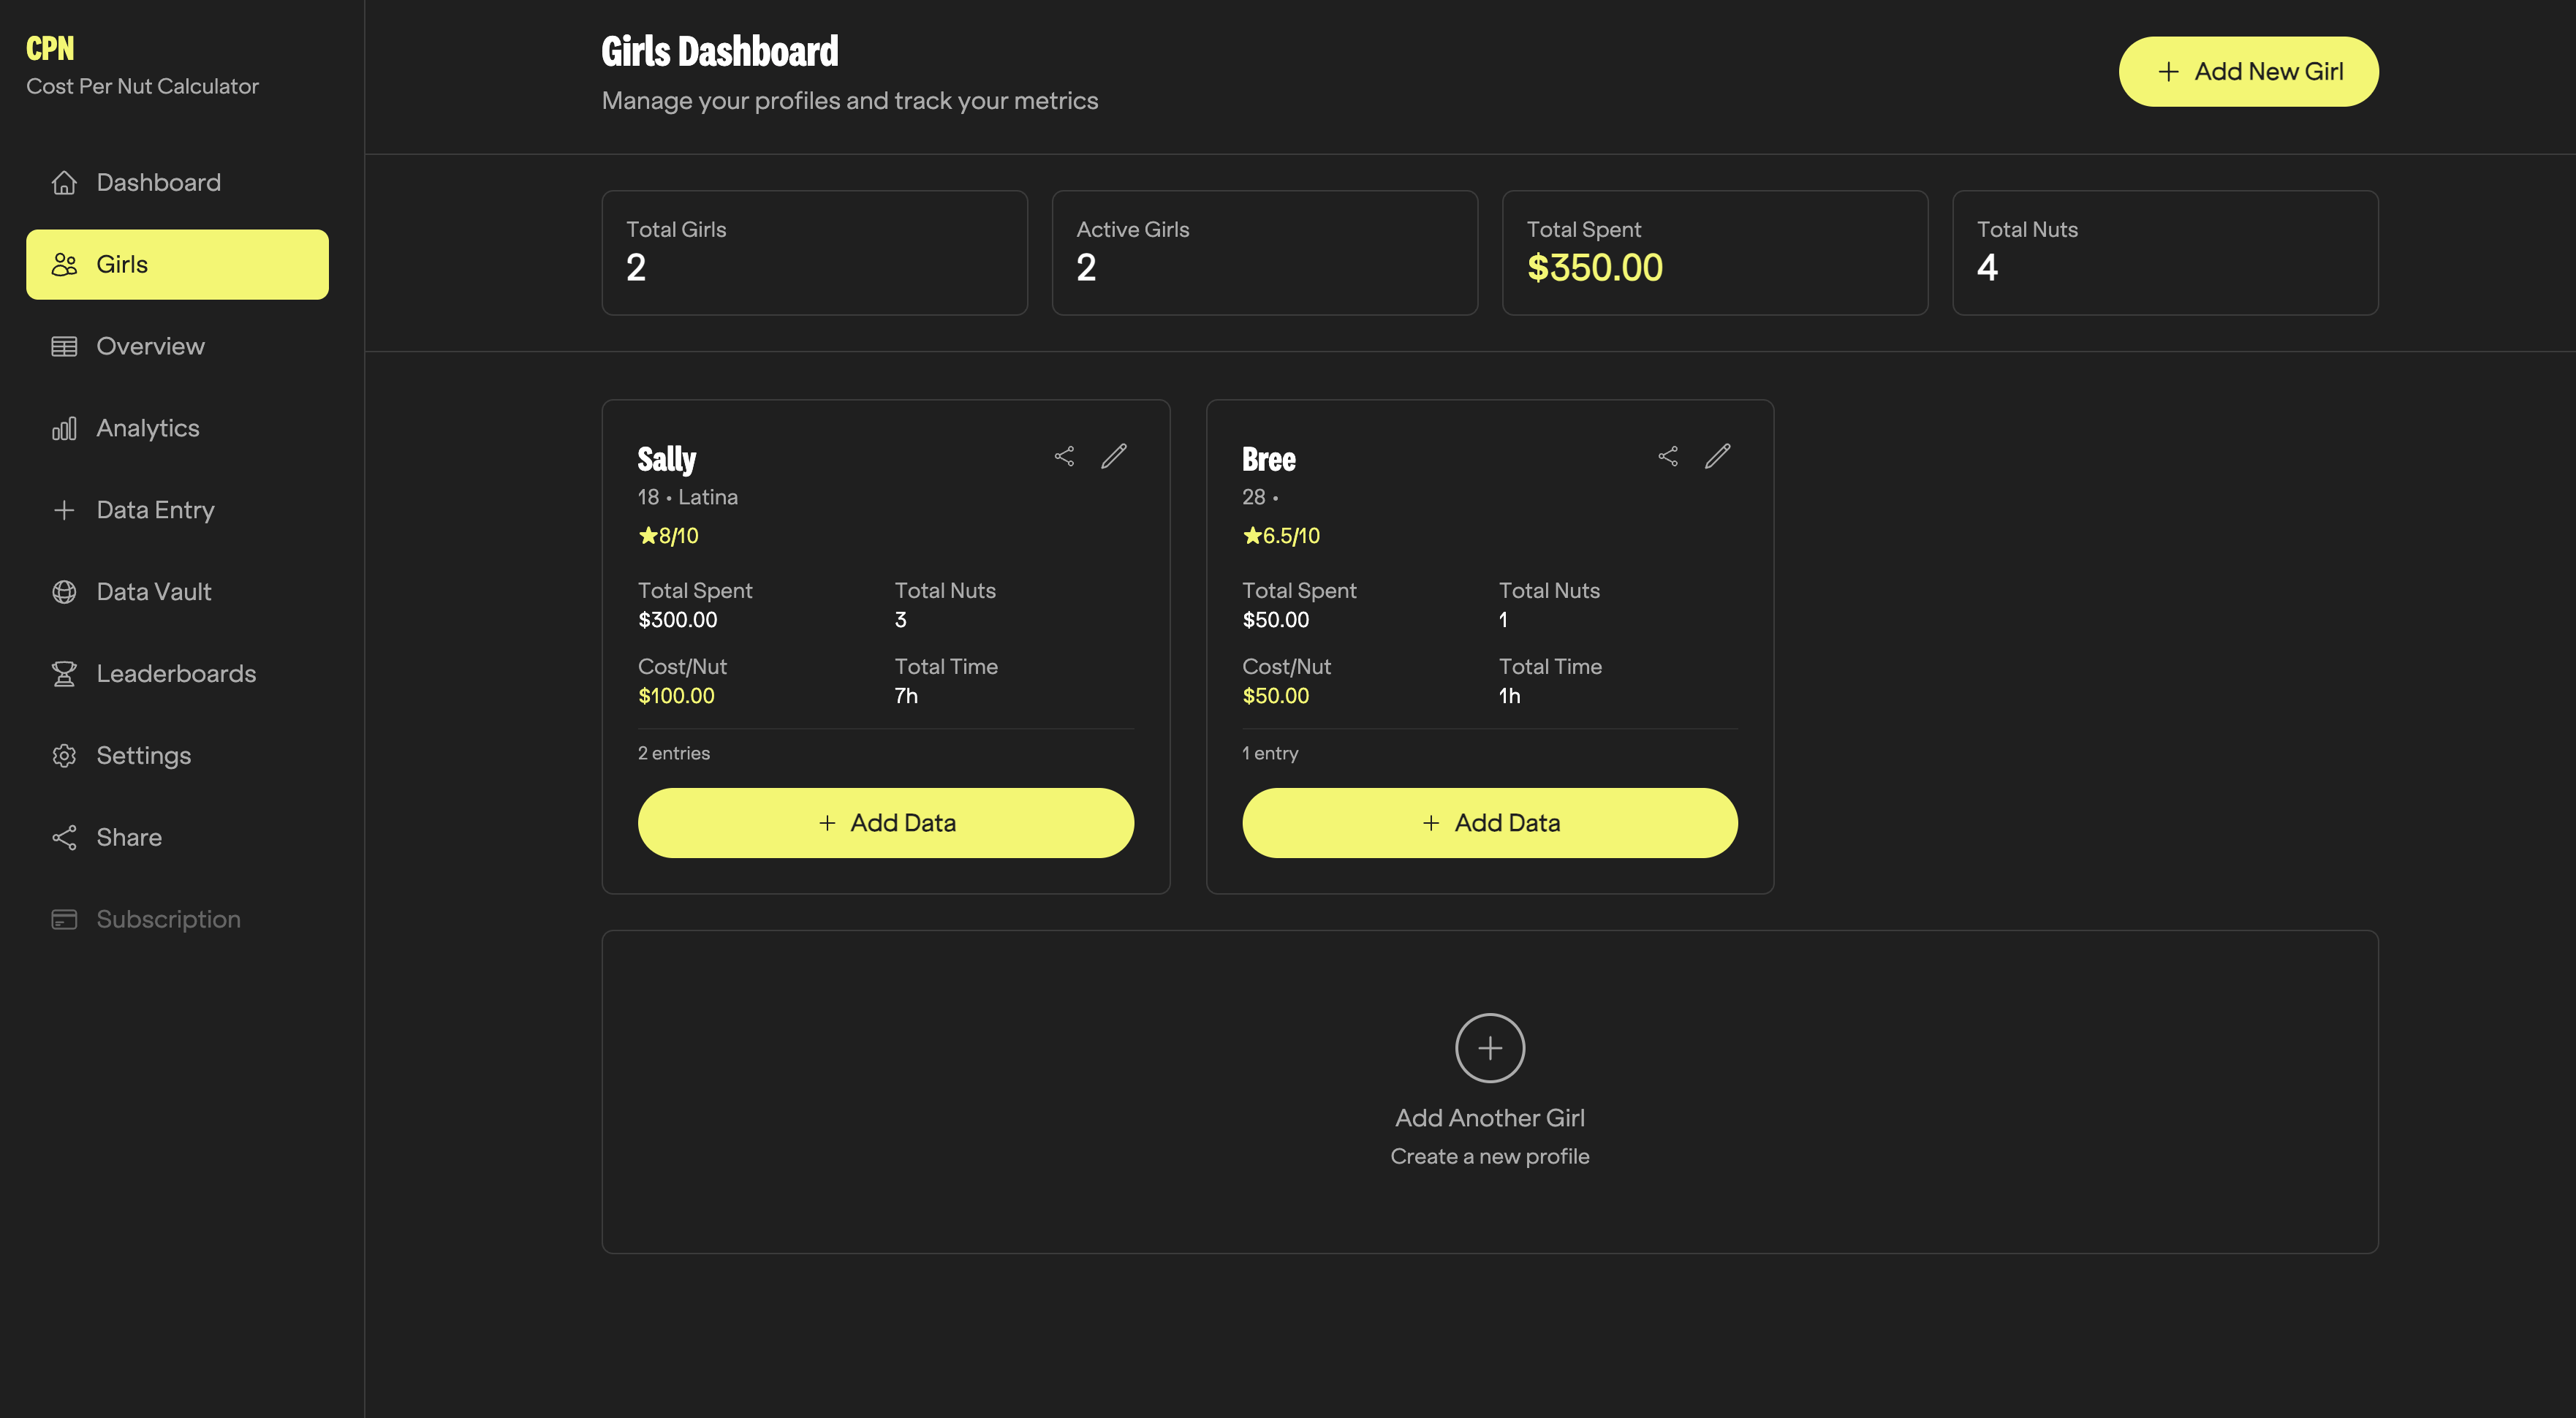 CPN
Cost Per Nut Calculator
Dashboard
Girls
Overview
Analytics
Data Entry
Data Vault
Leaderboards
Settings
Share
Subscription
Girls Dashboard
Manage your profiles and track your metrics
+ Add New Girl
Total Girls
2
Active Girls
2
Total Spent
$350.00
Total Nuts
4
Sally
18 • Latina
★8/10
Total Spent
$300.00
Total Nuts
3
Cost/Nut
$100.00
Total Time
7h
2 entries
+ Add Data
Bree
28 •
★6.5/10
Total Spent
$50.00
Total Nuts
1
Cost/Nut
$50.00
Total Time
1h
1 entry
+ Add Data
Add Another Girl
Create a new profile